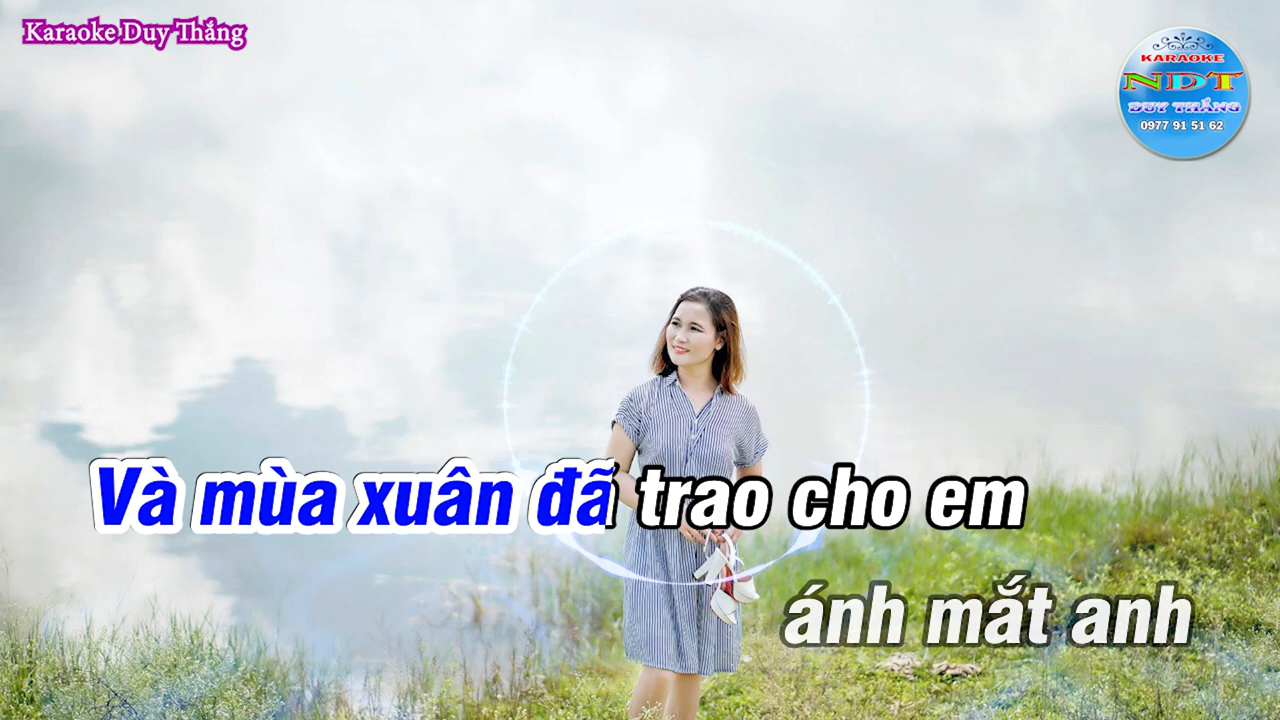 Karaoke Duy Thắng
KARAOKE
NDT
DUY THẮNG
0977 91 51 62
Và mùa xuân đã trao cho em
ánh mắt anh